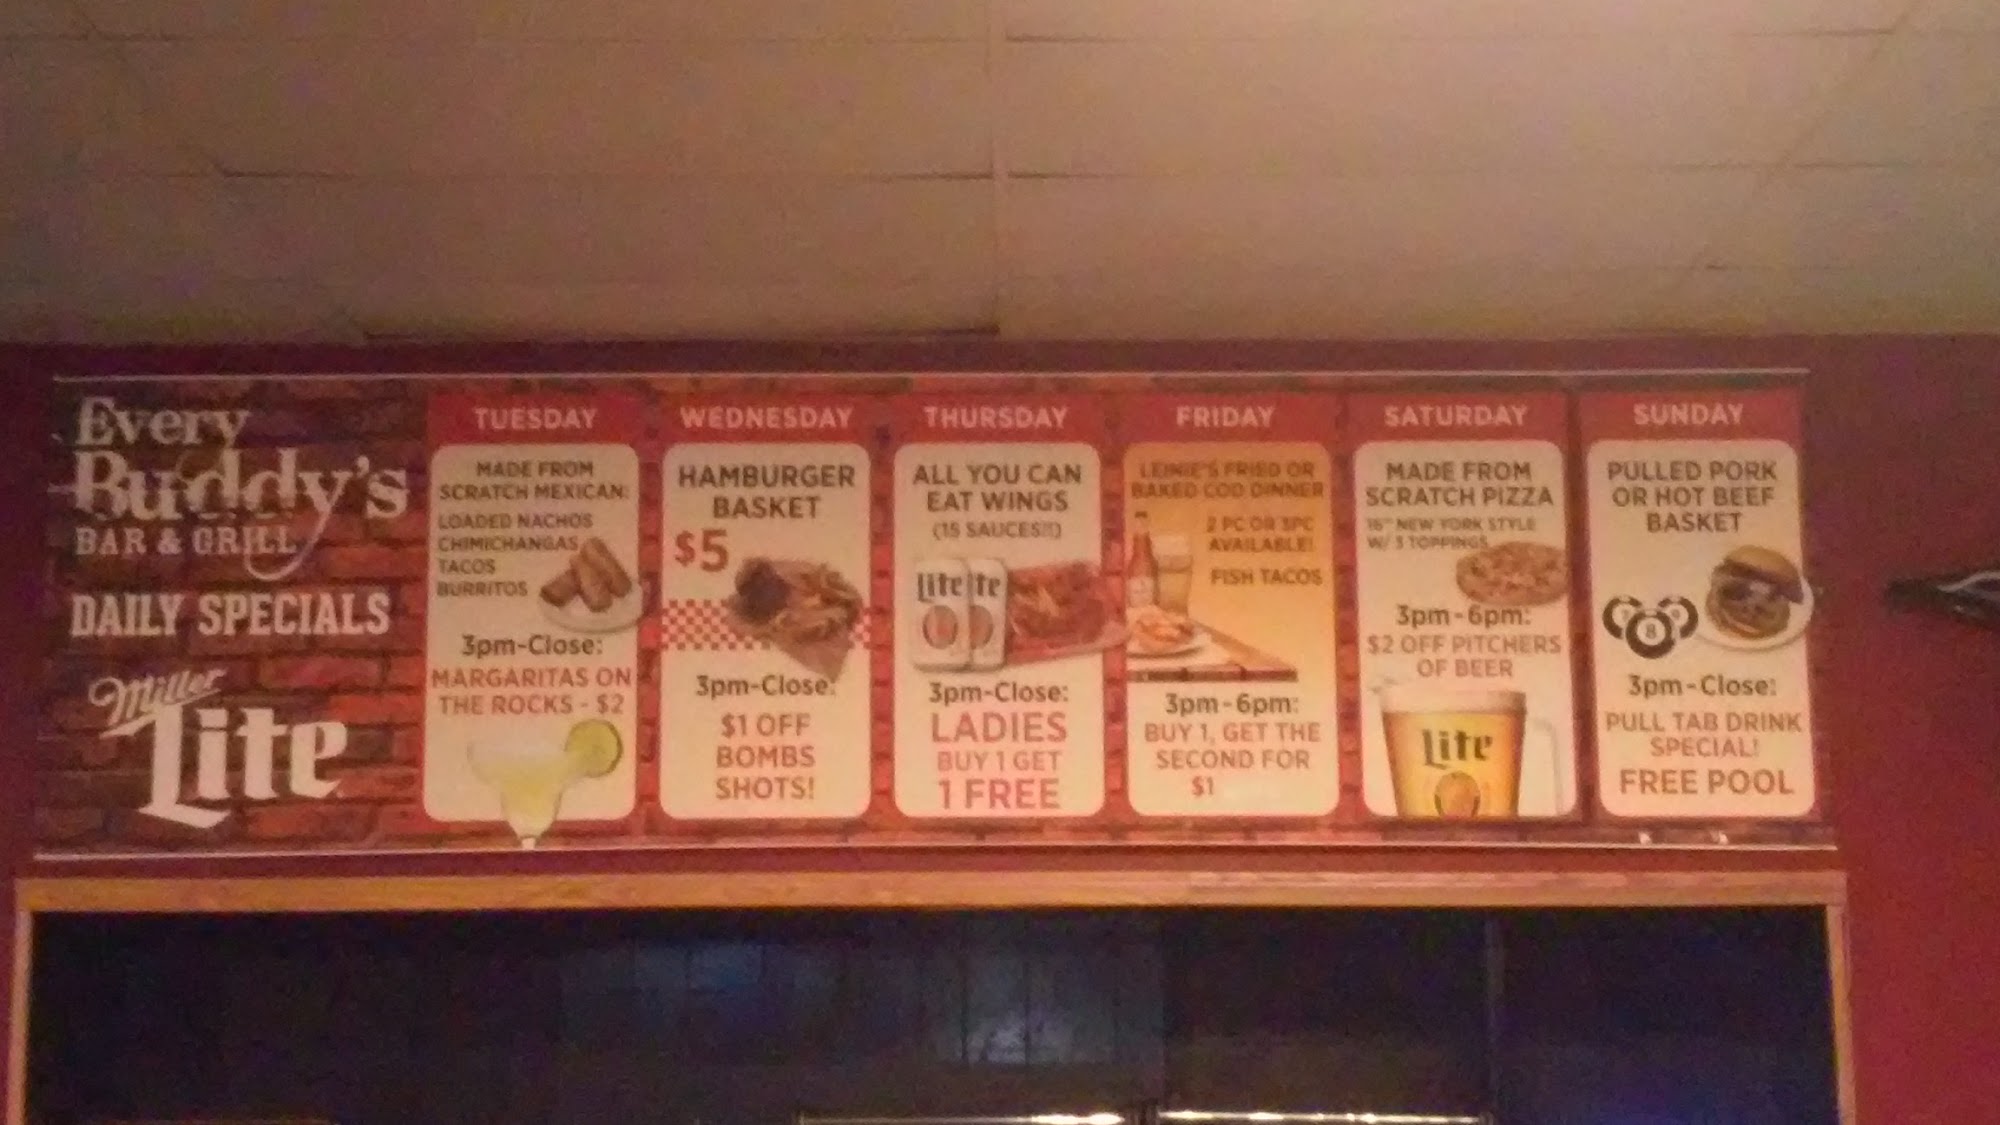 Every
Buddy's
BAR & GRILL
DAILY SPECIALS
Miller
Lite
TUESDAY
MADE FROM
SCRATCH MEXICAN:
LOADED NACHOS
CHIMICHANGAS
TACOS
BURRITOS
3pm-Close:
MARGARITAS ON
THE ROCKS - $2
WEDNESDAY
HAMBURGER
BASKET
$5
3pm-Close:
$1 OFF
BOMBS
SHOTS!
THURSDAY
ALL YOU CAN
EAT WINGS
(15 SAUCES!!)
Lite
te
3pm-Close:
LADIES
BUY 1 GET
1 FREE
FRIDAY
LEINIE'S FRIED OR
BAKED COD DINNER
2 PC OR 3PC
AVAILABLE!
FISH TACOS
3pm-6pm:
BUY 1, GET THE
SECOND FOR
$1
SATURDAY
MADE FROM
SCRATCH PIZZA
16" NEW YORK STYLE
W/ 3 TOPPINGS
3pm-6pm:
$2 OFF PITCHERS
OF BEER
Lite
SUNDAY
PULLED PORK
OR HOT BEEF
BASKET
8
3pm-Close:
PULL TAB DRINK
SPECIAL!
FREE POOL